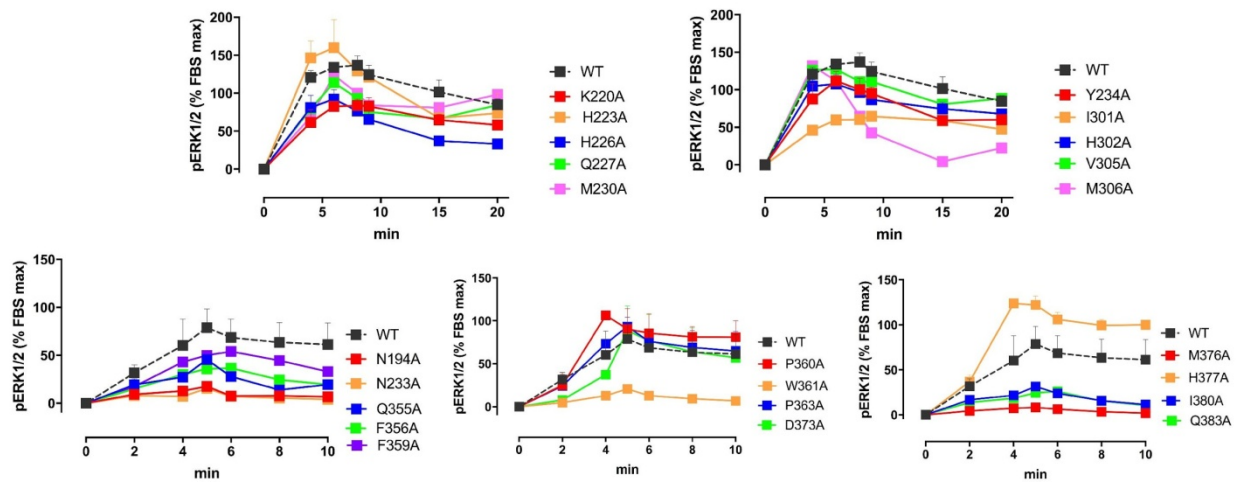 pERK1/2 (% FBS max)
200
150
100
50
0
0 5 10 15 20
min
WT
K220A
H223A
H226A
Q227A
M230A
pERK1/2 (% FBS max)
200
150
100
50
0
0 5 10 15 20
min
WT
Y234A
I301A
H302A
V305A
M306A
pERK1/2 (% FBS max)
150
100
50
0
0 2 4 6 8 10
min
WT
N194A
N233A
Q355A
F356A
F359A
pERK1/2 (% FBS max)
150
100
50
0
0 2 4 6 8 10
min
WT
P360A
W361A
P363A
D373A
pERK1/2 (% FBS max)
150
100
50
0
0 2 4 6 8 10
min
WT
M376A
H377A
I380A
Q383A